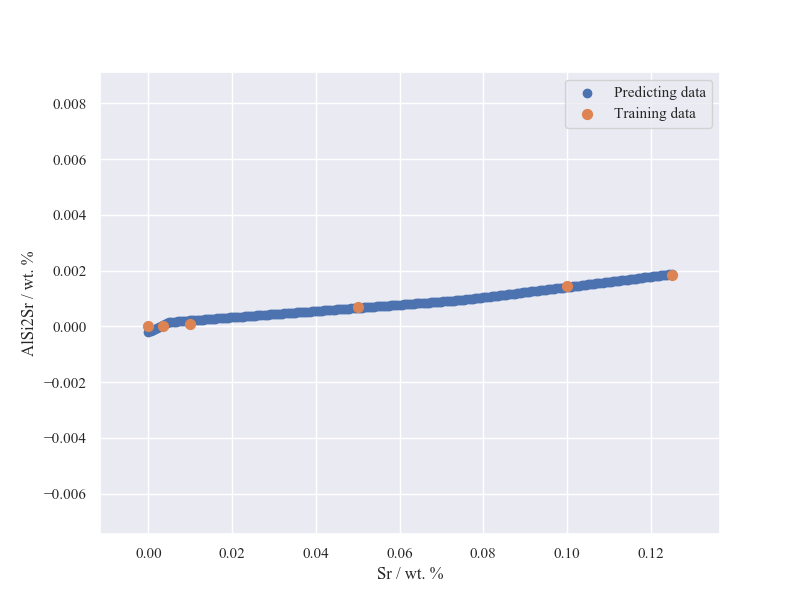 Predicting data
Training data
0.008
0.006
0.004
0.002
0.000
−0.002
−0.004
−0.006
AlSi2Sr / wt. %
0.00 0.02 0.04 0.06 0.08 0.10 0.12
Sr / wt. %